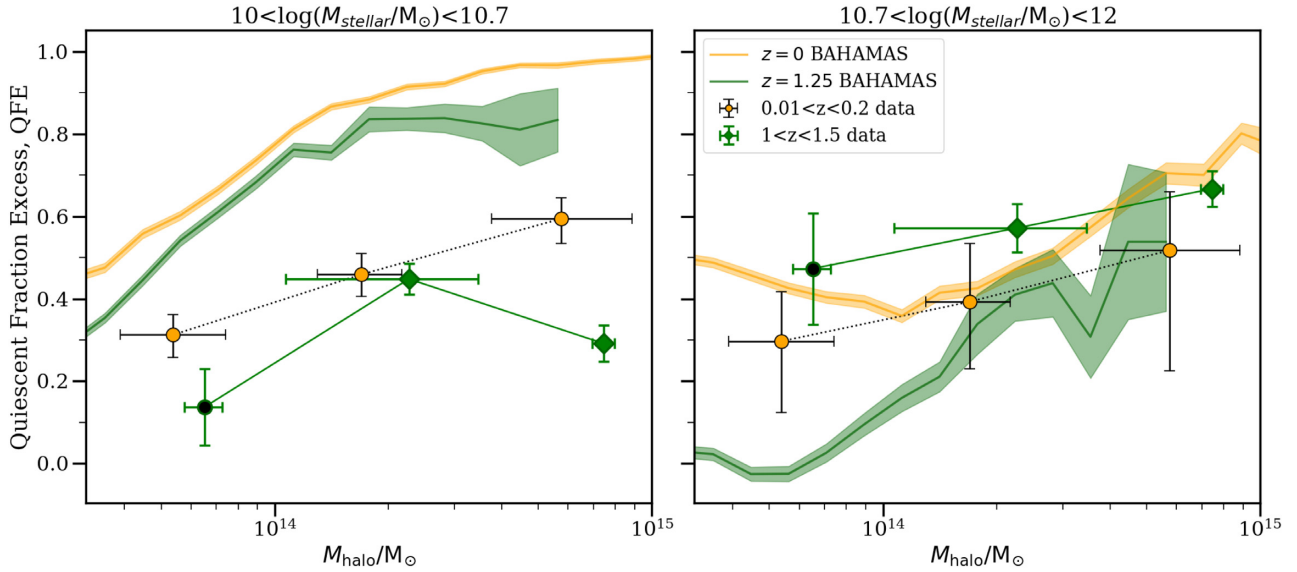 10<log(M_stellar/M⊙)<10.7
10.7<log(M_stellar/M⊙)<12
Quiescent Fraction Excess, QFE
1.0
0.8
0.6
0.4
0.2
0.0
z = 0 BAHAMAS
z = 1.25 BAHAMAS
0.01<z<0.2 data
1<z<1.5 data
10^14
10^15
10^14
10^15
M_halo/M⊙
M_halo/M⊙